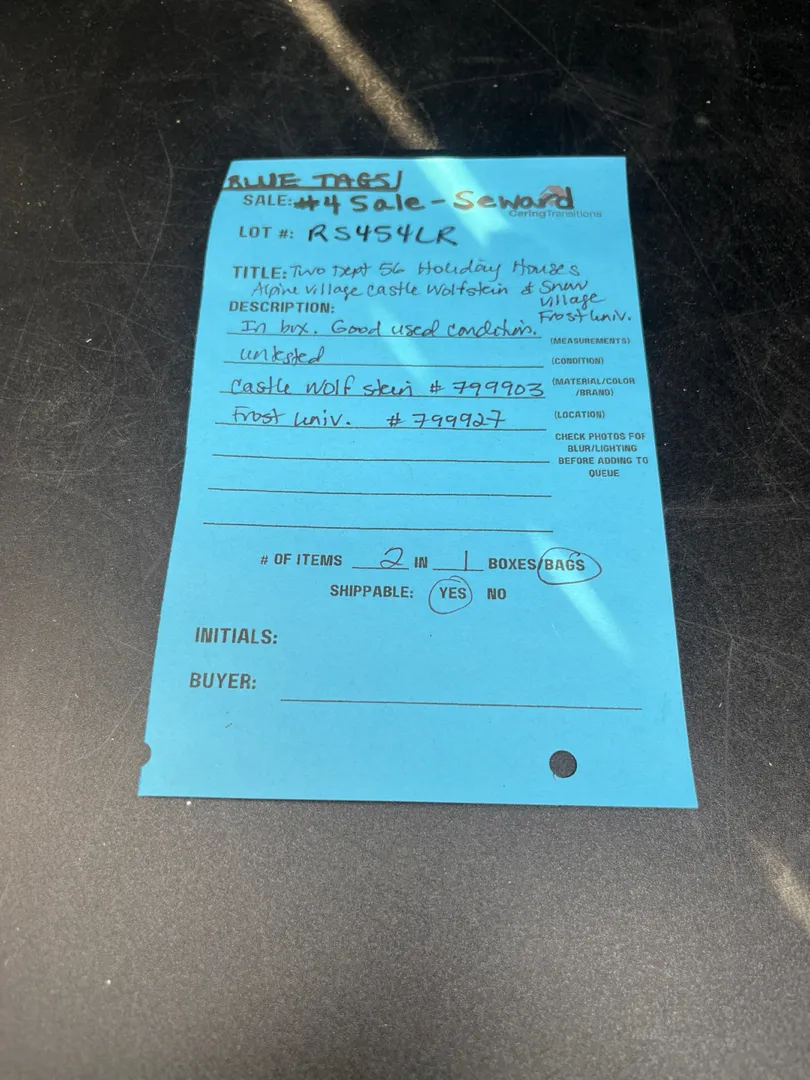 BLUE TAGS/
SALE: #4 Sale - Seward
CaringTransitions
LOT #: RS454LR
TITLE: Two Dept 56 Holiday Houses
Alpine Village Castle Wolfstein & Snow
Village
Frost Univ.
DESCRIPTION:
In box. Good used condition.
(MEASUREMENTS)
untested
(CONDITION)
Castle Wolf stein # 799903
(MATERIAL/COLOR
/BRAND)
Frost Univ. # 799927
(LOCATION)
CHECK PHOTOS FOR
BLUR/LIGHTING
BEFORE ADDING TO
QUEUE
# OF ITEMS 2 IN 1 BOXES/BAGS
SHIPPABLE: YES NO
INITIALS:
BUYER: